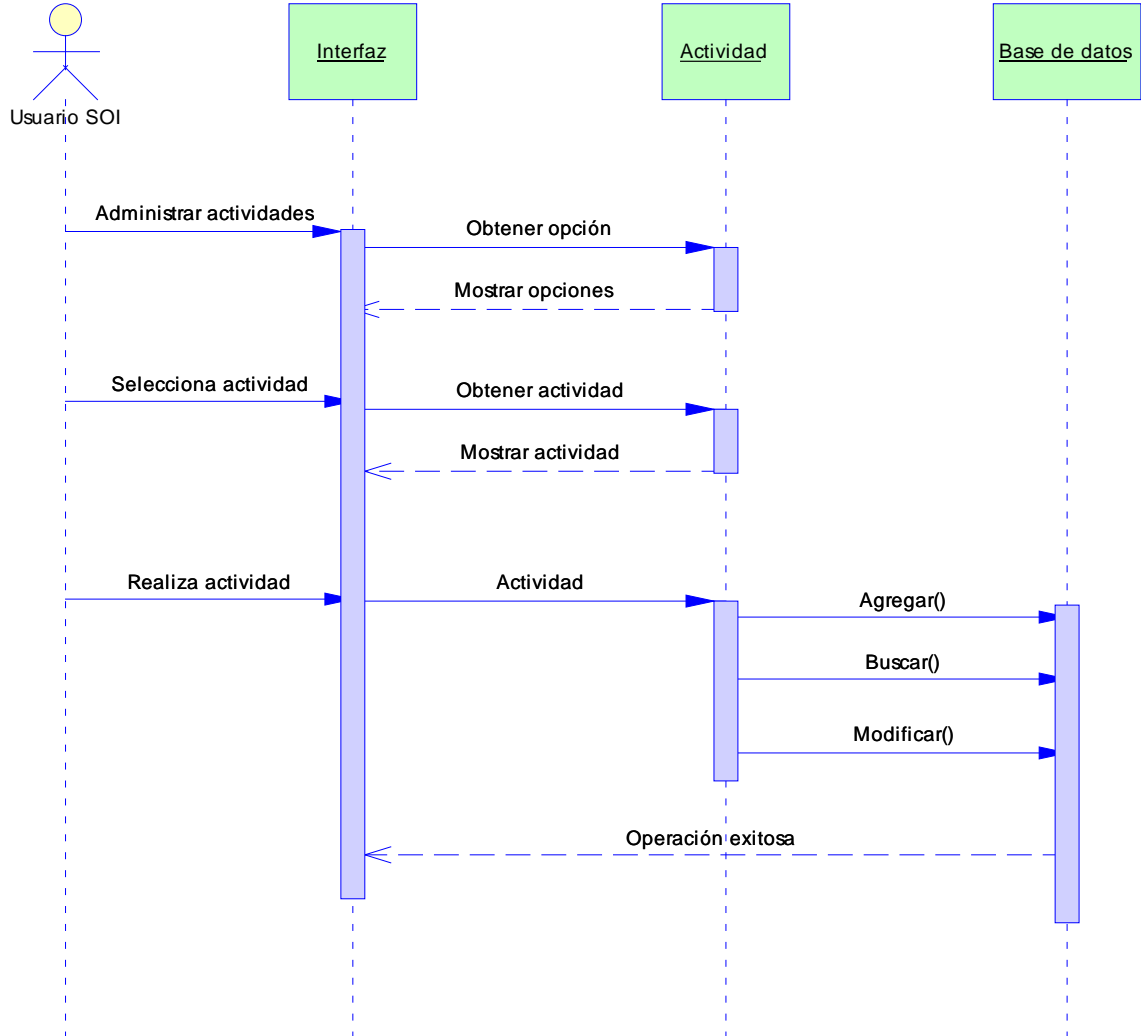 Interfaz
Actividad
Base de datos
Usuario SOI
Administrar actividades
Obtener opción
Mostrar opciones
Selecciona actividad
Obtener actividad
Mostrar actividad
Realiza actividad
Actividad
Agregar()
Buscar()
Modificar()
Operación exitosa